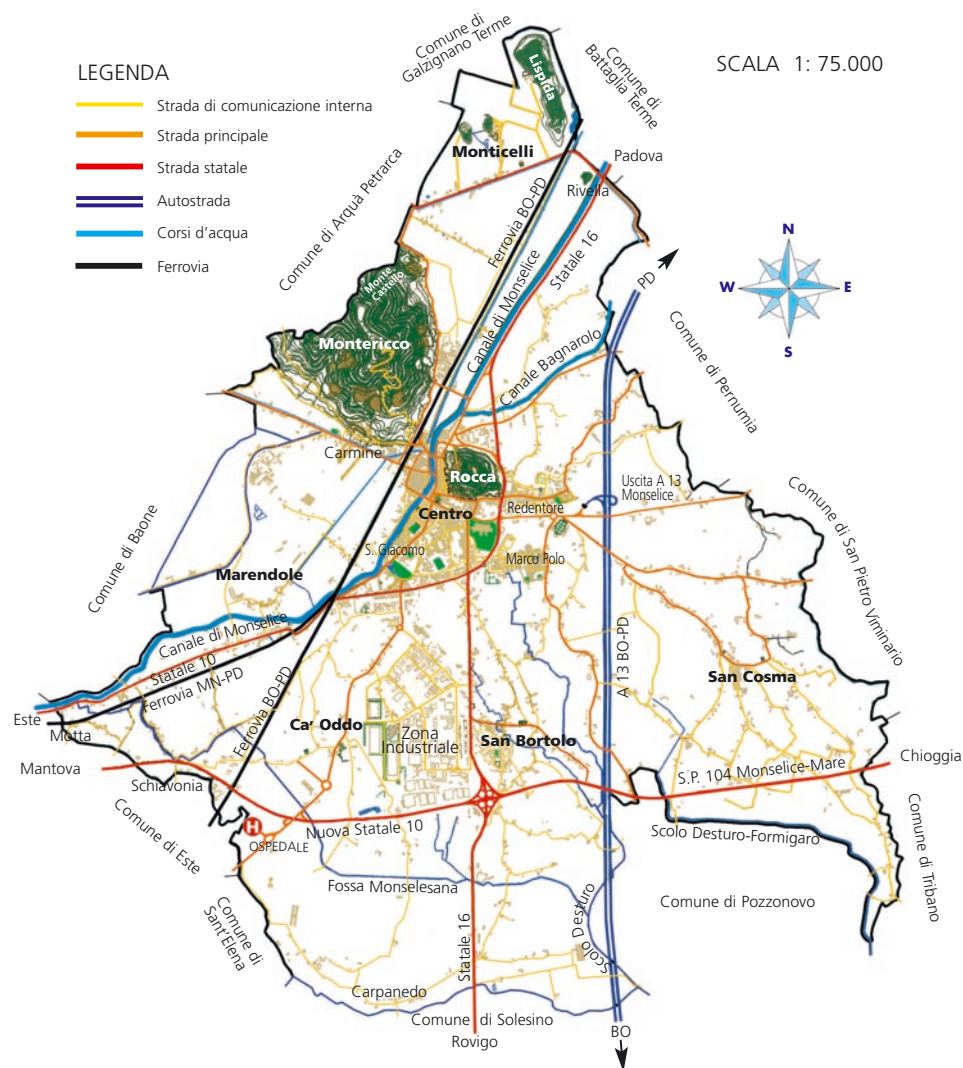 LEGENDA
Strada di comunicazione interna
Strada principale
Strada statale
Autostrada
Corsi d'acqua
Ferrovia
SCALA 1: 75.000
Comune di
Galzignano Terme
Comune di
Battaglia Terme
Lispida
Monticelli
Padova
Rivella
Comune di Arquà Petrarca
Ferrovia BO-PD
Canale di Monselice
Statale 16
N
W
E
S
PD
Monte
Castello
Montericco
Canale Bagnarolo
Comune di Pernumia
Carmine
Rocca
Uscita A 13
Monselice
Centro
Redentore
Comune di San Pietro Viminario
Comune di Baone
S. Giacomo
Marco Polo
Marendole
Canale di Monselice
Statale 10
Ferrovia MN-PD
Ferrovia BO-PD
A 13 BO-PD
San Cosma
Este
Motta
Ca' Oddo
Zona
Industriale
San Bortolo
Mantova
Schiavonia
S.P. 104 Monselice-Mare
Chioggia
Comune di Este
H
OSPEDALE
Nuova Statale 10
Scolo Desturo-Formigaro
Comune di Tribano
Fossa Monselesana
Comune di Pozzonovo
Comune di
Sant'Elena
Statale 16
Scolo Desturo
Carpanedo
Comune di Solesino
Rovigo
BO